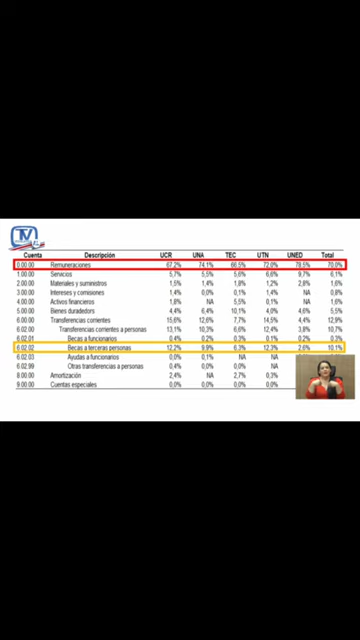 TV
Cuenta Descripción UCR UNA TEC UTN UNED Total
0.00.00 Remuneraciones 67,2% 74,1% 66,5% 72,0% 78,5% 70,0%
1.00.00 Servicios 5,7% 5,5% 5,6% 6,6% 9,7% 6,1%
2.00.00 Materiales y suministros 1,5% 1,4% 1,8% 1,2% 2,8% 1,6%
3.00.00 Intereses y comisiones 1,4% 0,0% 0,1% 1,4% NA 0,8%
4.00.00 Activos financieros 1,8% NA 5,5% 0,1% NA 1,6%
5.00.00 Bienes duraderos 4,4% 6,4% 10,1% 4,0% 4,6% 5,5%
6.00.00 Transferencias corrientes 15,6% 12,6% 7,7% 14,5% 4,4% 12,9%
6.02.00 Transferencias corrientes a personas 13,1% 10,3% 6,6% 12,4% 3,8% 10,7%
6.02.01 Becas a funcionarios 0,4% 0,2% 0,3% 0,1% 0,2% 0,3%
6.02.02 Becas a terceras personas 12,2% 9,9% 6,3% 12,3% 2,6% 10,1%
6.02.03 Ayudas a funcionarios 0,0% 0,1% NA NA NA
6.02.99 Otras transferencias a personas 0,4% 0,0% 0,0% NA
8.00.00 Amortización 2,4% NA 2,7% 0,3%
9.00.00 Cuentas especiales 0,0% 0,0% 0,0% 0,0%